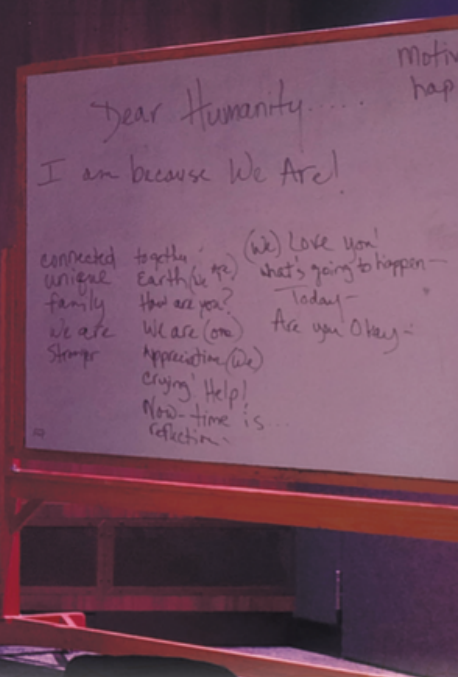 Motiv
hap
Dear Humanity.....
I am because We Are!
connected
unique
family
we are
Stronger
together
Earth (we are)
How are you?
We are (one)
Appreciation (We)
Crying! Help!
Now-time is...
reflection-
(We) Love you!
what's going to happen-
Today-
Are you Okay-